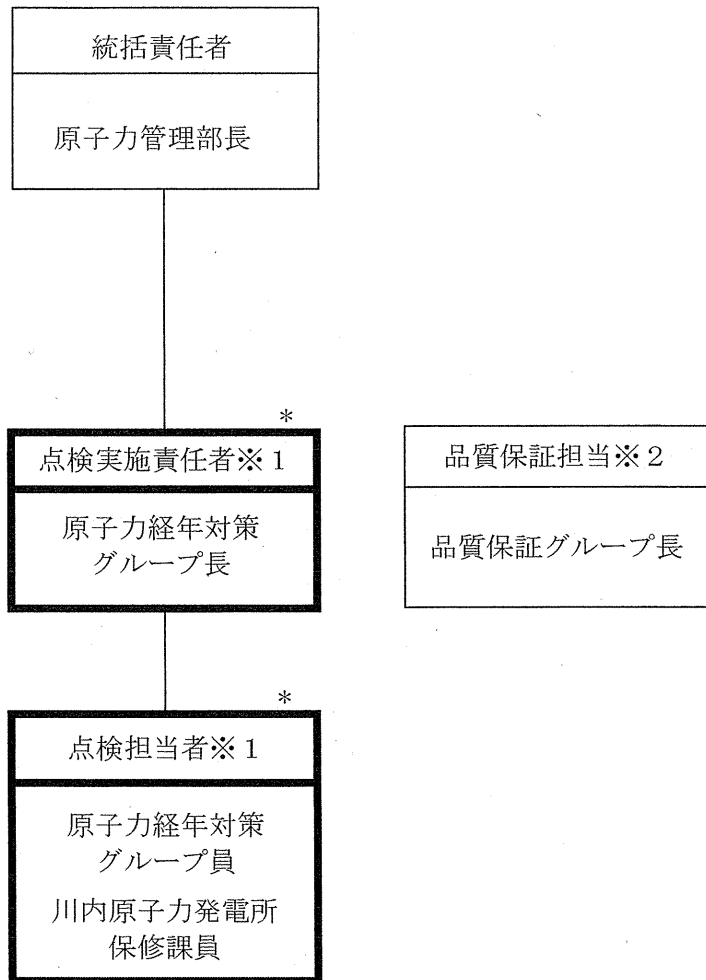 統括責任者
原子力管理部長
*
点検実施責任者※1
原子力経年対策
グループ長
品質保証担当※2
品質保証グループ長
*
点検担当者※1
原子力経年対策
グループ員
川内原子力発電所
保修課員